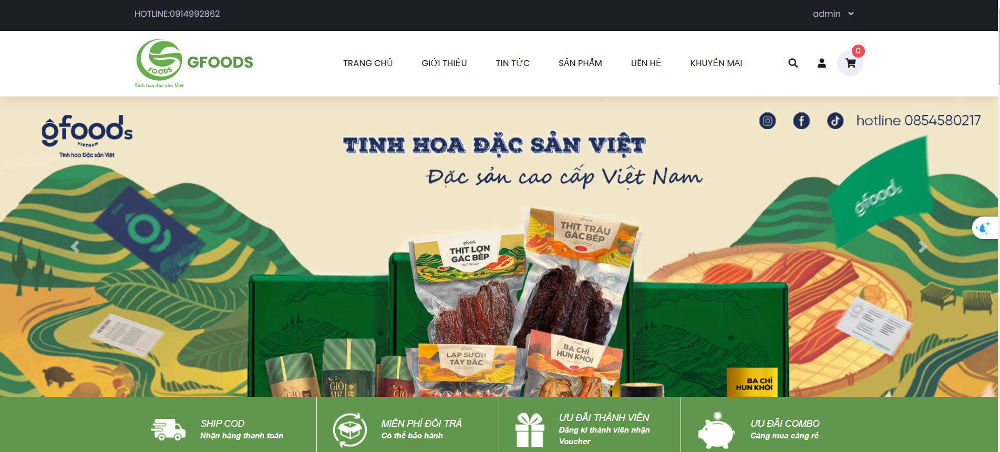 HOTLINE:0914992862
admin
FOODS
Tinh hoa đặc sản Việt
GFOODS
TRANG CHỦ
GIỚI THIỆU
TIN TỨC
SẢN PHẨM
LIÊN HỆ
KHUYẾN MẠI
0
gfoods
VIETNAM
Tinh hoa Đặc sản Việt
hotline 0854580217
TINH HOA ĐẶC SẢN VIỆT
Đặc sản cao cấp Việt Nam
gfoods
gfoods
THỊT LỢN
GÁC BẾP
gfoods
THỊT TRÂU
GÁC BẾP
gfoods
LẠP SƯỜN
TÂY BẮC
gfoods
BA CHỈ
HUN KHÓI
GIÒ
GIÒ
ME
BA CHỈ
HUN KHÓI
SHIP COD
Nhận hàng thanh toán
MIỄN PHÍ ĐỔI TRẢ
Có thể bảo hành
ƯU ĐÃI THÀNH VIÊN
Đăng kí thành viên nhận
Voucher
ƯU ĐÃI COMBO
Càng mua càng rẻ